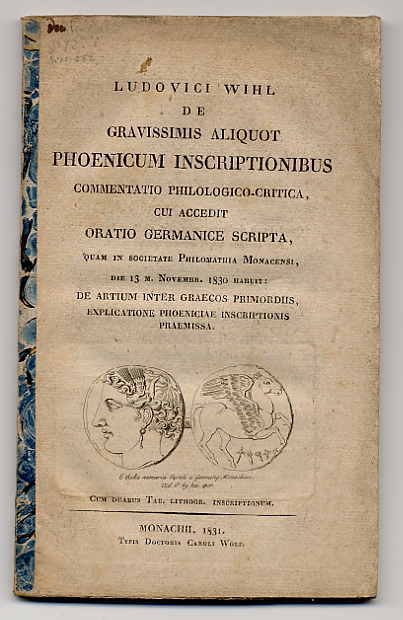 LUDOVICI WIHL
DE
GRAVISSIMIS ALIQUOT
PHOENICUM INSCRIPTIONIBUS
COMMENTATIO PHILOLOGICO-CRITICA,
CUI ACCEDIT
ORATIO GERMANICE SCRIPTA,
QUAM IN SOCIETATE PHILOMATHIA MONACENSI,
DIE 13 M. NOVEMBR. 1830 HABUIT:
DE ARTIUM INTER GRAECOS PRIMORDIIS,
EXPLICATIONE PHOENICIAE INSCRIPTIONIS
PRAEMISSA.
CUM DUABUS TAB. LITHOGR. INSCRIPTIONUM.
MONACHII, 1831.
TYPIS DOCTORIS CAROLI WOLF.